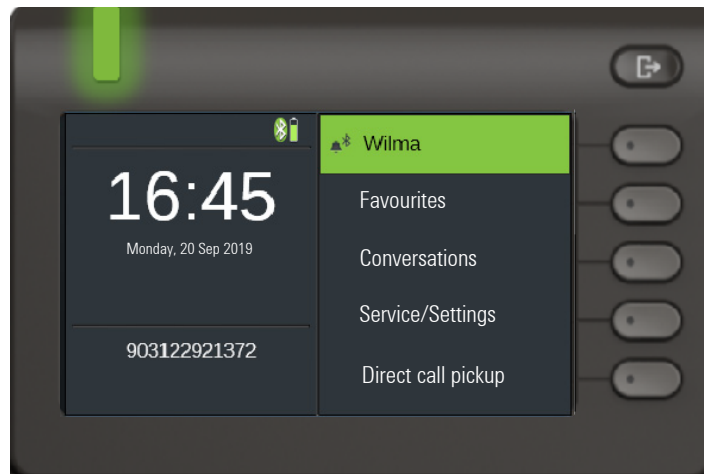 16:45
Monday, 20 Sep 2019
903122921372
Wilma
Favourites
Conversations
Service/Settings
Direct call pickup